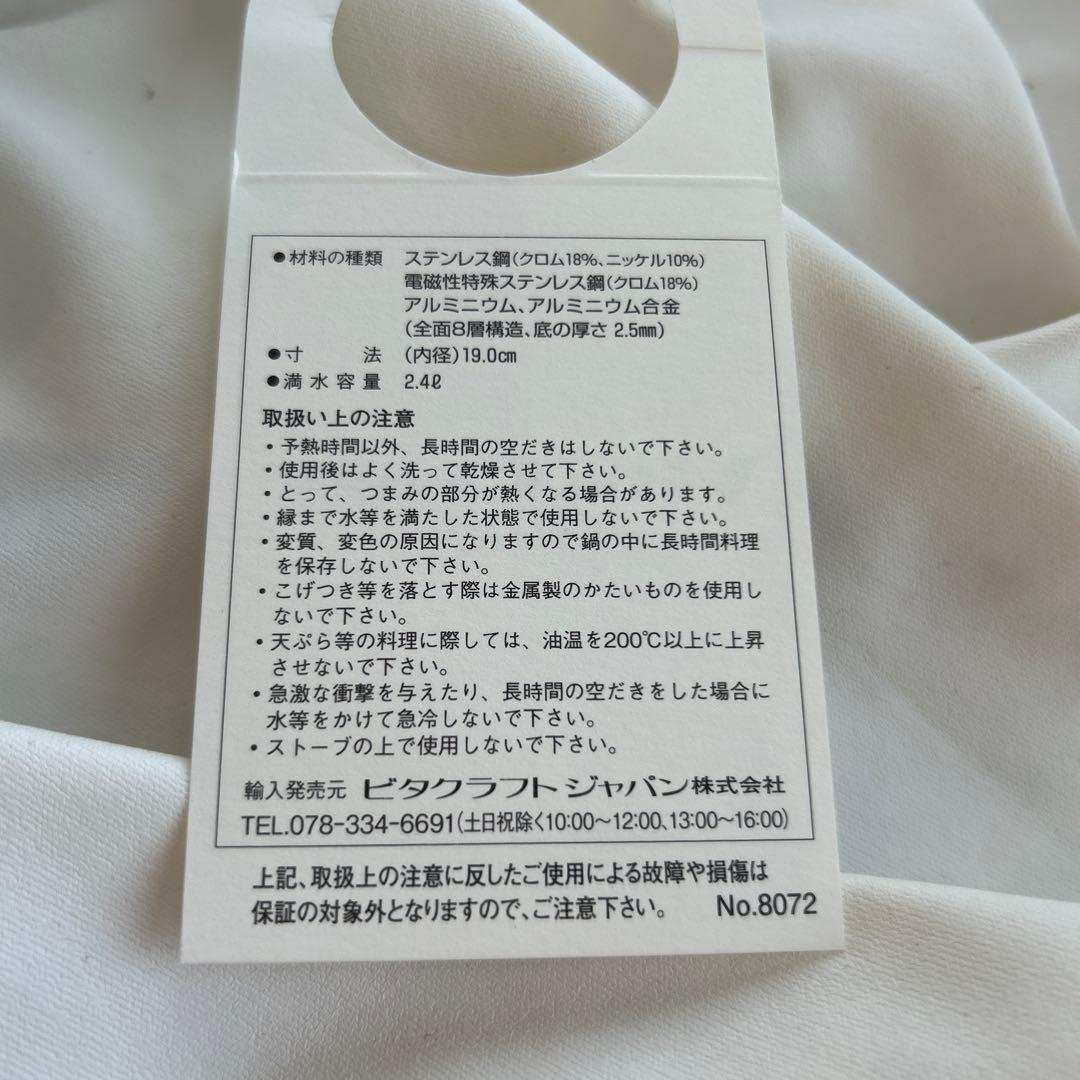 ●材料の種類 ステンレス鋼(クロム18%、ニッケル10%)
電磁性特殊ステンレス鋼(クロム18%)
アルミニウム、アルミニウム合金
(全面8層構造、底の厚さ 2.5㎜)
●寸法 (内径)19.0㎝
●満水容量 2.4ℓ
取扱い上の注意
・予熱時間以外、長時間の空だきはしないで下さい。
・使用後はよく洗って乾燥させて下さい。
・とって、つまみの部分が熱くなる場合があります。
・縁まで水等を満たした状態で使用しないで下さい。
・変質、変色の原因になりますので鍋の中に長時間料理
を保存しないで下さい。
・こげつき等を落とす際は金属製のかたいものを使用し
ないで下さい。
・天ぷら等の料理に際しては、油温を200℃以上に上昇
させないで下さい。
・急激な衝撃を与えたり、長時間の空だきをした場合に
水等をかけて急冷しないで下さい。
・ストーブの上で使用しないで下さい。
輸入発売元 ビタクラフトジャパン株式会社
TEL.078-334-6691(土日祝除く10:00〜12:00、13:00〜16:00)
上記、取扱上の注意に反したご使用による故障や損傷は
保証の対象外となりますので、ご注意下さい。 No.8072